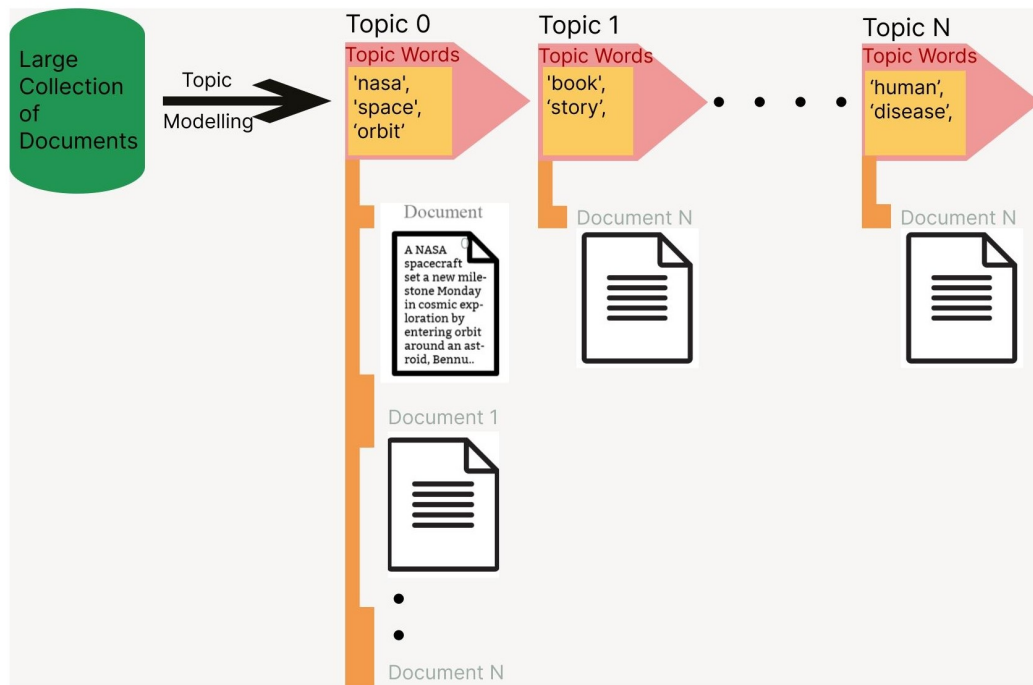 Large
Collection
of
Documents
Topic
Modelling
Topic 0
Topic Words
'nasa',
'space',
‘orbit’
Topic 1
Topic Words
'book',
‘story’,
Topic N
Topic Words
‘human’,
‘disease’,
Document
0
A NASA
spacecraft
set a new mile-
stone Monday
in cosmic exp-
loration by
entering orbit
around an ast-
roid, Bennu..
Document N
Document N
Document 1
Document N